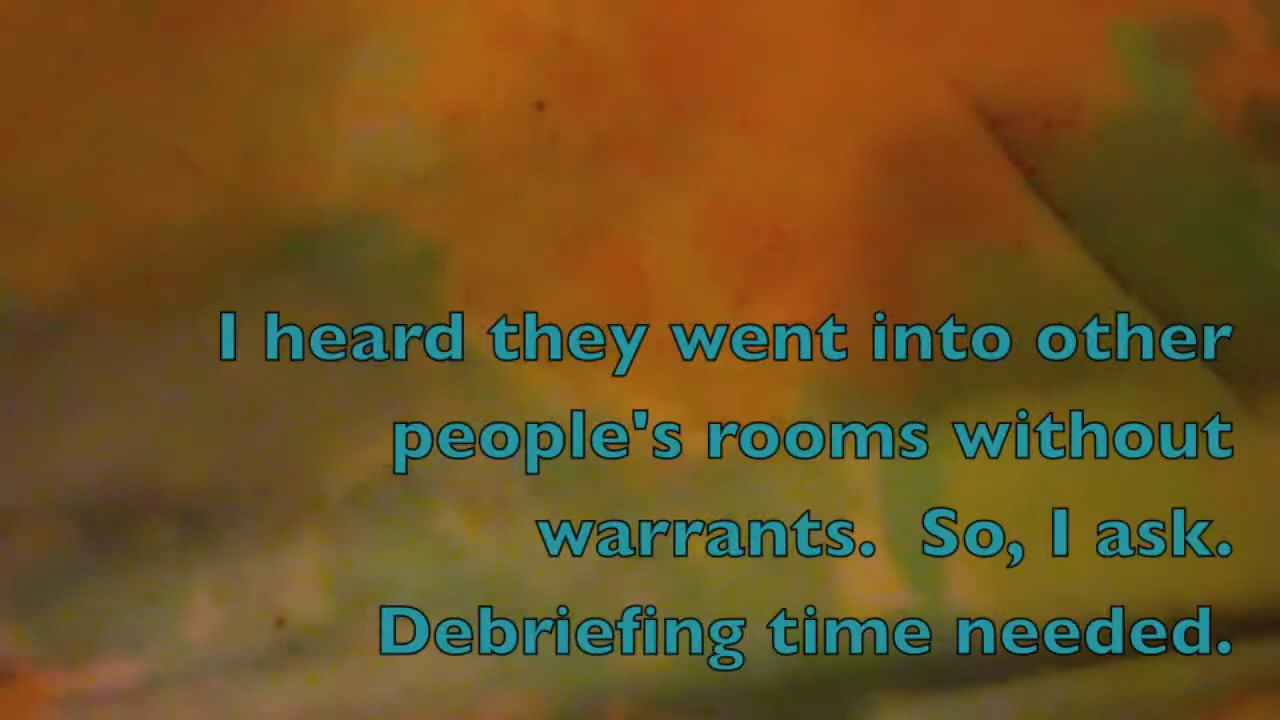 I heard they went into other
people's rooms without
warrants.  So, I ask.
Debriefing time needed.